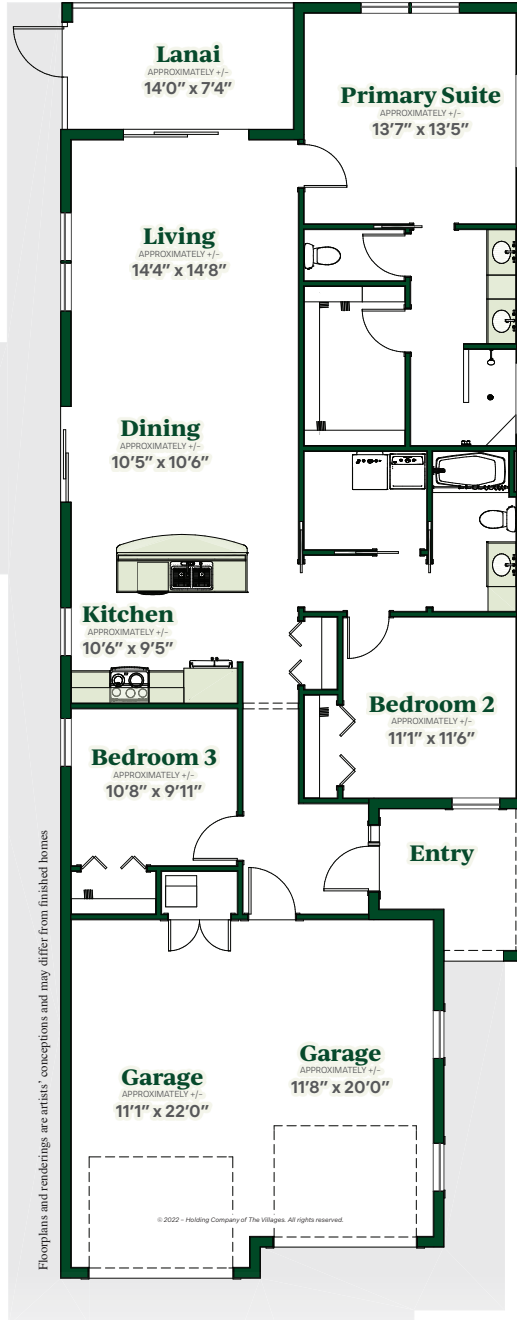 Lanai
APPROXIMATELY +/-
14’0” x 7’4”
Primary Suite
APPROXIMATELY +/-
13’7” x 13’5”
Living
APPROXIMATELY +/-
14’4” x 14’8”
Dining
APPROXIMATELY +/-
10’5” x 10’6”
Kitchen
APPROXIMATELY +/-
10’6” x 9’5”
Bedroom 2
APPROXIMATELY +/-
11’1” x 11’6”
Bedroom 3
APPROXIMATELY +/-
10’8” x 9’11”
Entry
Garage
APPROXIMATELY +/-
11’8” x 20’0”
Garage
APPROXIMATELY +/-
11’1” x 22’0”
© 2022 - Holding Company of The Villages. All rights reserved.
Floorplans and renderings are artists’ conceptions and may differ from finished homes